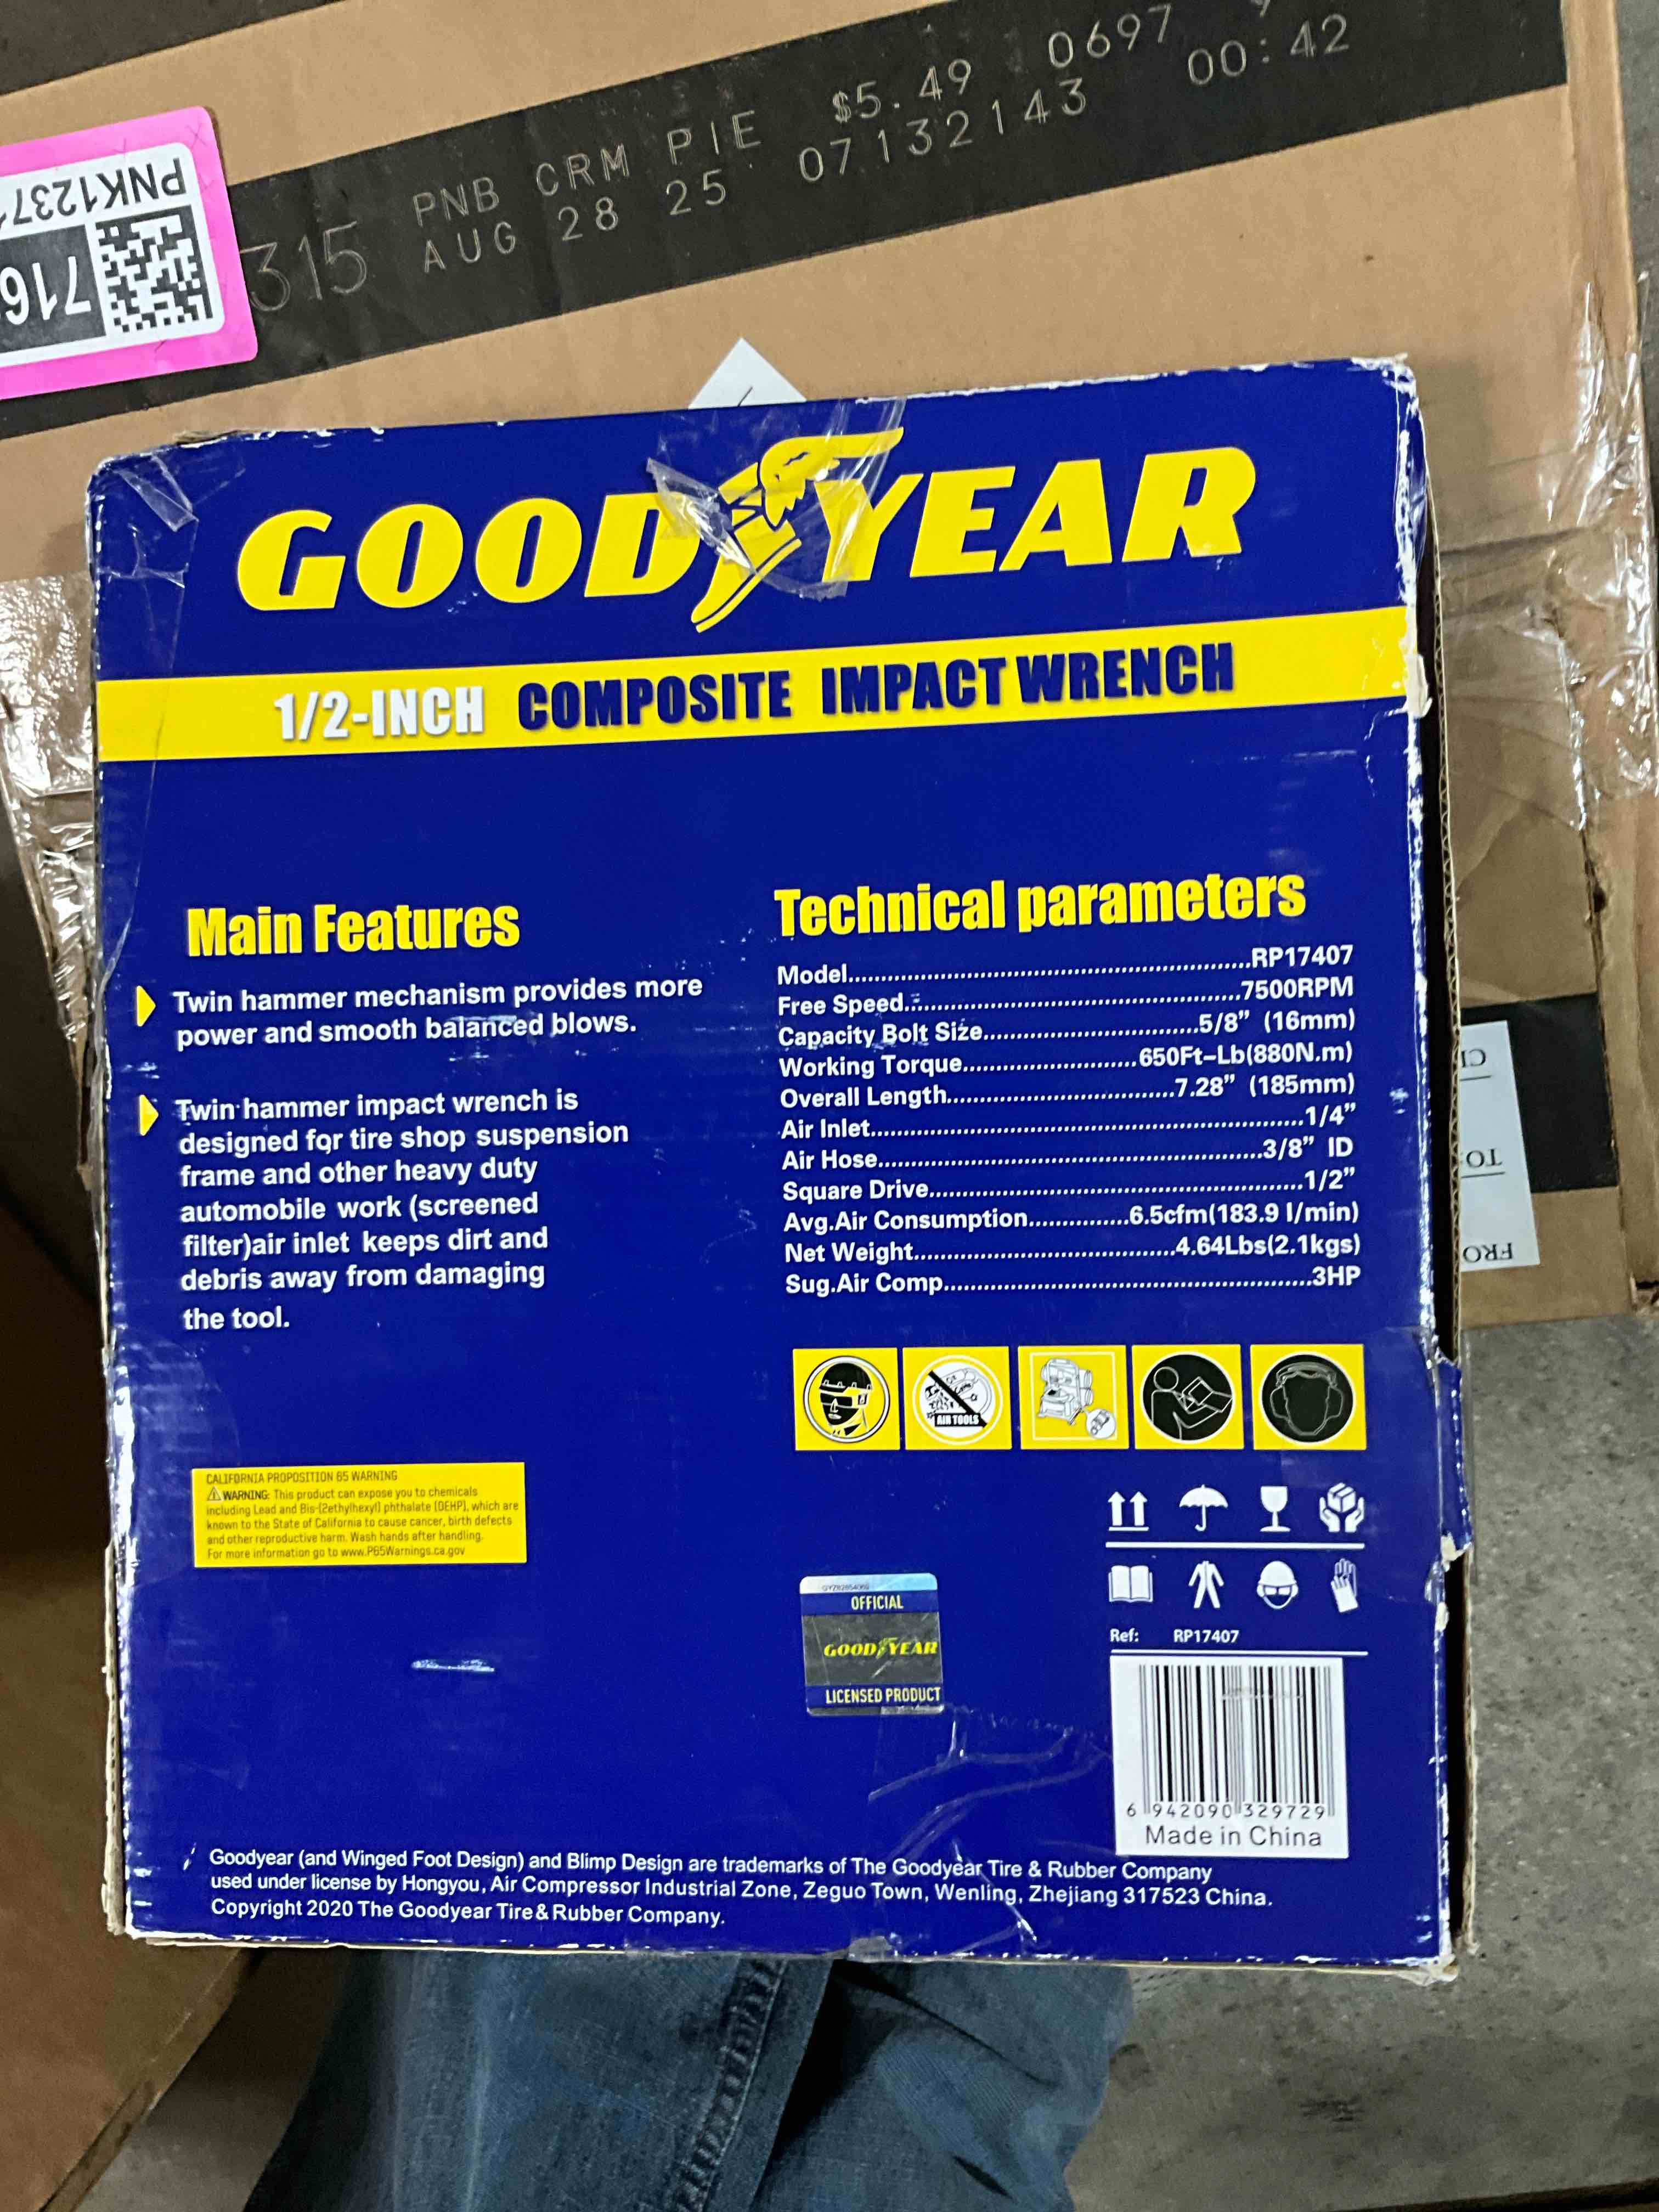 0697
PNB CRM PIE $5.49 00:42
315 AUG 28 25 07132143
PNK1237
716
GOODYEAR
1/2-INCH COMPOSITE IMPACT WRENCH
Main Features
Twin hammer mechanism provides more
power and smooth balanced blows.
Twin hammer impact wrench is
designed for tire shop suspension
frame and other heavy duty
automobile work (screened
filter)air inlet keeps dirt and
debris away from damaging
the tool.
Technical parameters
Model..........RP17407
Free Speed..........7500RPM
Capacity Bolt Size..........5/8” (16mm)
Working Torque..........650Ft-Lb(880N.m)
Overall Length..........7.28” (185mm)
Air Inlet..........1/4”
Air Hose..........3/8” ID
Square Drive..........1/2”
Avg.Air Consumption..........6.5cfm(183.9 l/min)
Net Weight..........4.64Lbs(2.1kgs)
Sug.Air Comp..........3HP
AIR TOOLS
CALIFORNIA PROPOSITION 65 WARNING
WARNING: This product can expose you to chemicals
including Lead and Bis-(2ethylhexyl) phthalate (DEHP), which are
known to the State of California to cause cancer, birth defects
and other reproductive harm. Wash hands after handling.
For more information go to www.P65Warnings.ca.gov
OFFICIAL
GOODYEAR
LICENSED PRODUCT
Ref: RP17407
6 942090 329729
Made in China
Goodyear (and Winged Foot Design) and Blimp Design are trademarks of The Goodyear Tire & Rubber Company
used under license by Hongyou, Air Compressor Industrial Zone, Zeguo Town, Wenling, Zhejiang 317523 China.
Copyright 2020 The Goodyear Tire & Rubber Company.
TO
FRO